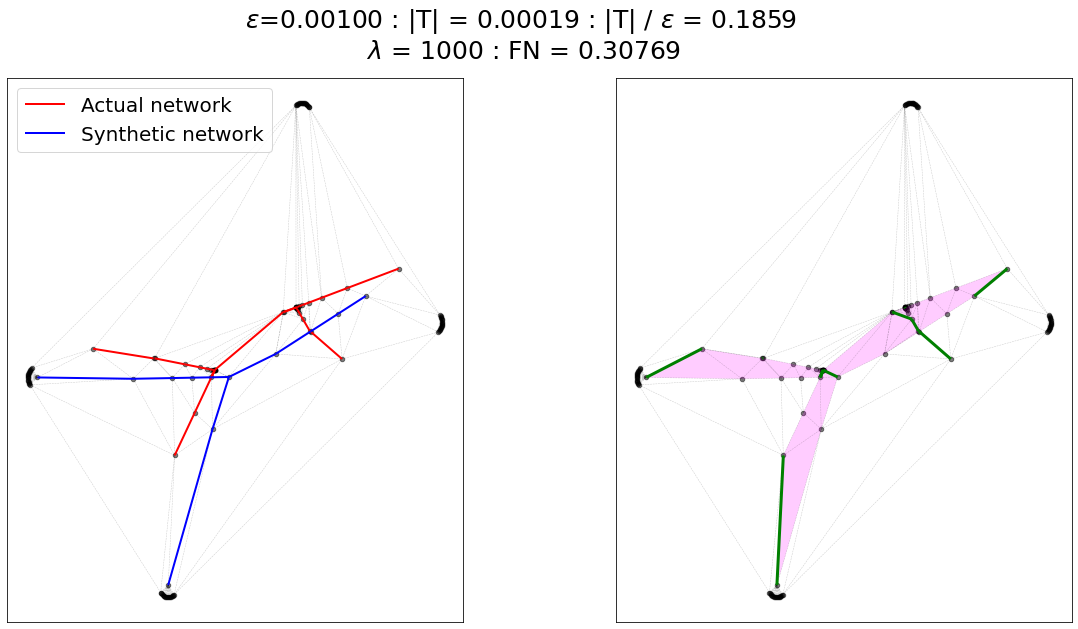 ε=0.00100 : |T| = 0.00019 : |T| / ε = 0.1859
λ = 1000 : FN = 0.30769
Actual network
Synthetic network